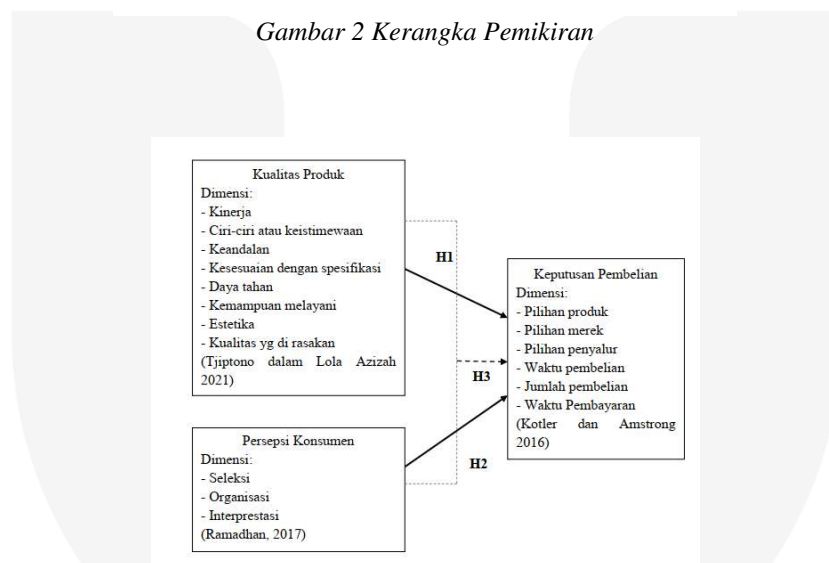 Gambar 2 Kerangka Pemikiran
Kualitas Produk
Dimensi:
- Kinerja
- Ciri-ciri atau keistimewaan
- Keandalan
- Kesesuaian dengan spesifikasi
- Daya tahan
- Kemampuan melayani
- Estetika
- Kualitas yg di rasakan
(Tjiptono dalam Lola Azizah
2021)
H1
Keputusan Pembelian
Dimensi:
- Pilihan produk
- Pilihan merek
- Pilihan penyalur
- Waktu pembelian
- Jumlah pembelian
- Waktu Pembayaran
(Kotler dan Amstrong
2016)
H3
Persepsi Konsumen
Dimensi:
- Seleksi
- Organisasi
- Interprestasi
(Ramadhan, 2017)
H2